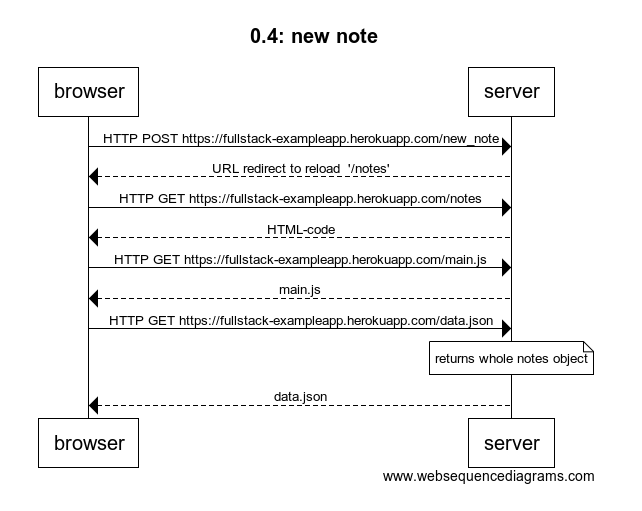 0.4: new note
browser
server
HTTP POST https://fullstack-exampleapp.herokuapp.com/new_note
URL redirect to reload  '/notes'
HTTP GET https://fullstack-exampleapp.herokuapp.com/notes
HTML-code
HTTP GET https://fullstack-exampleapp.herokuapp.com/main.js
main.js
HTTP GET https://fullstack-exampleapp.herokuapp.com/data.json
returns whole notes object
data.json
browser
server
www.websequencediagrams.com